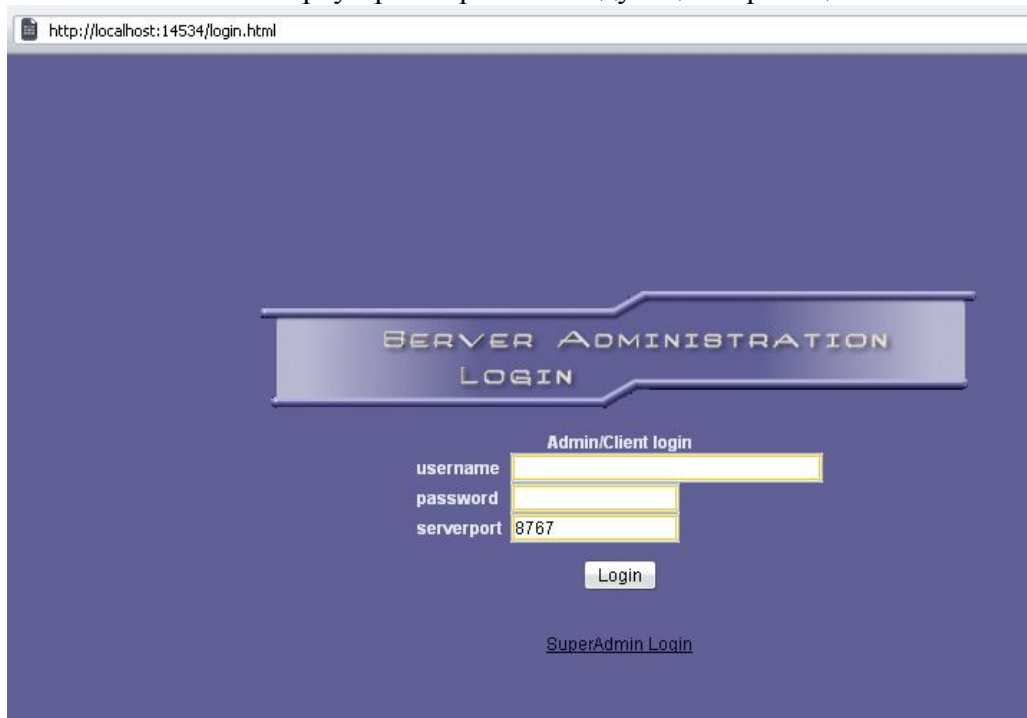 http://localhost:14534/login.html
SERVER ADMINISTRATION
LOGIN
Admin/Client login
username
password
serverport 8767
Login
SuperAdmin Login